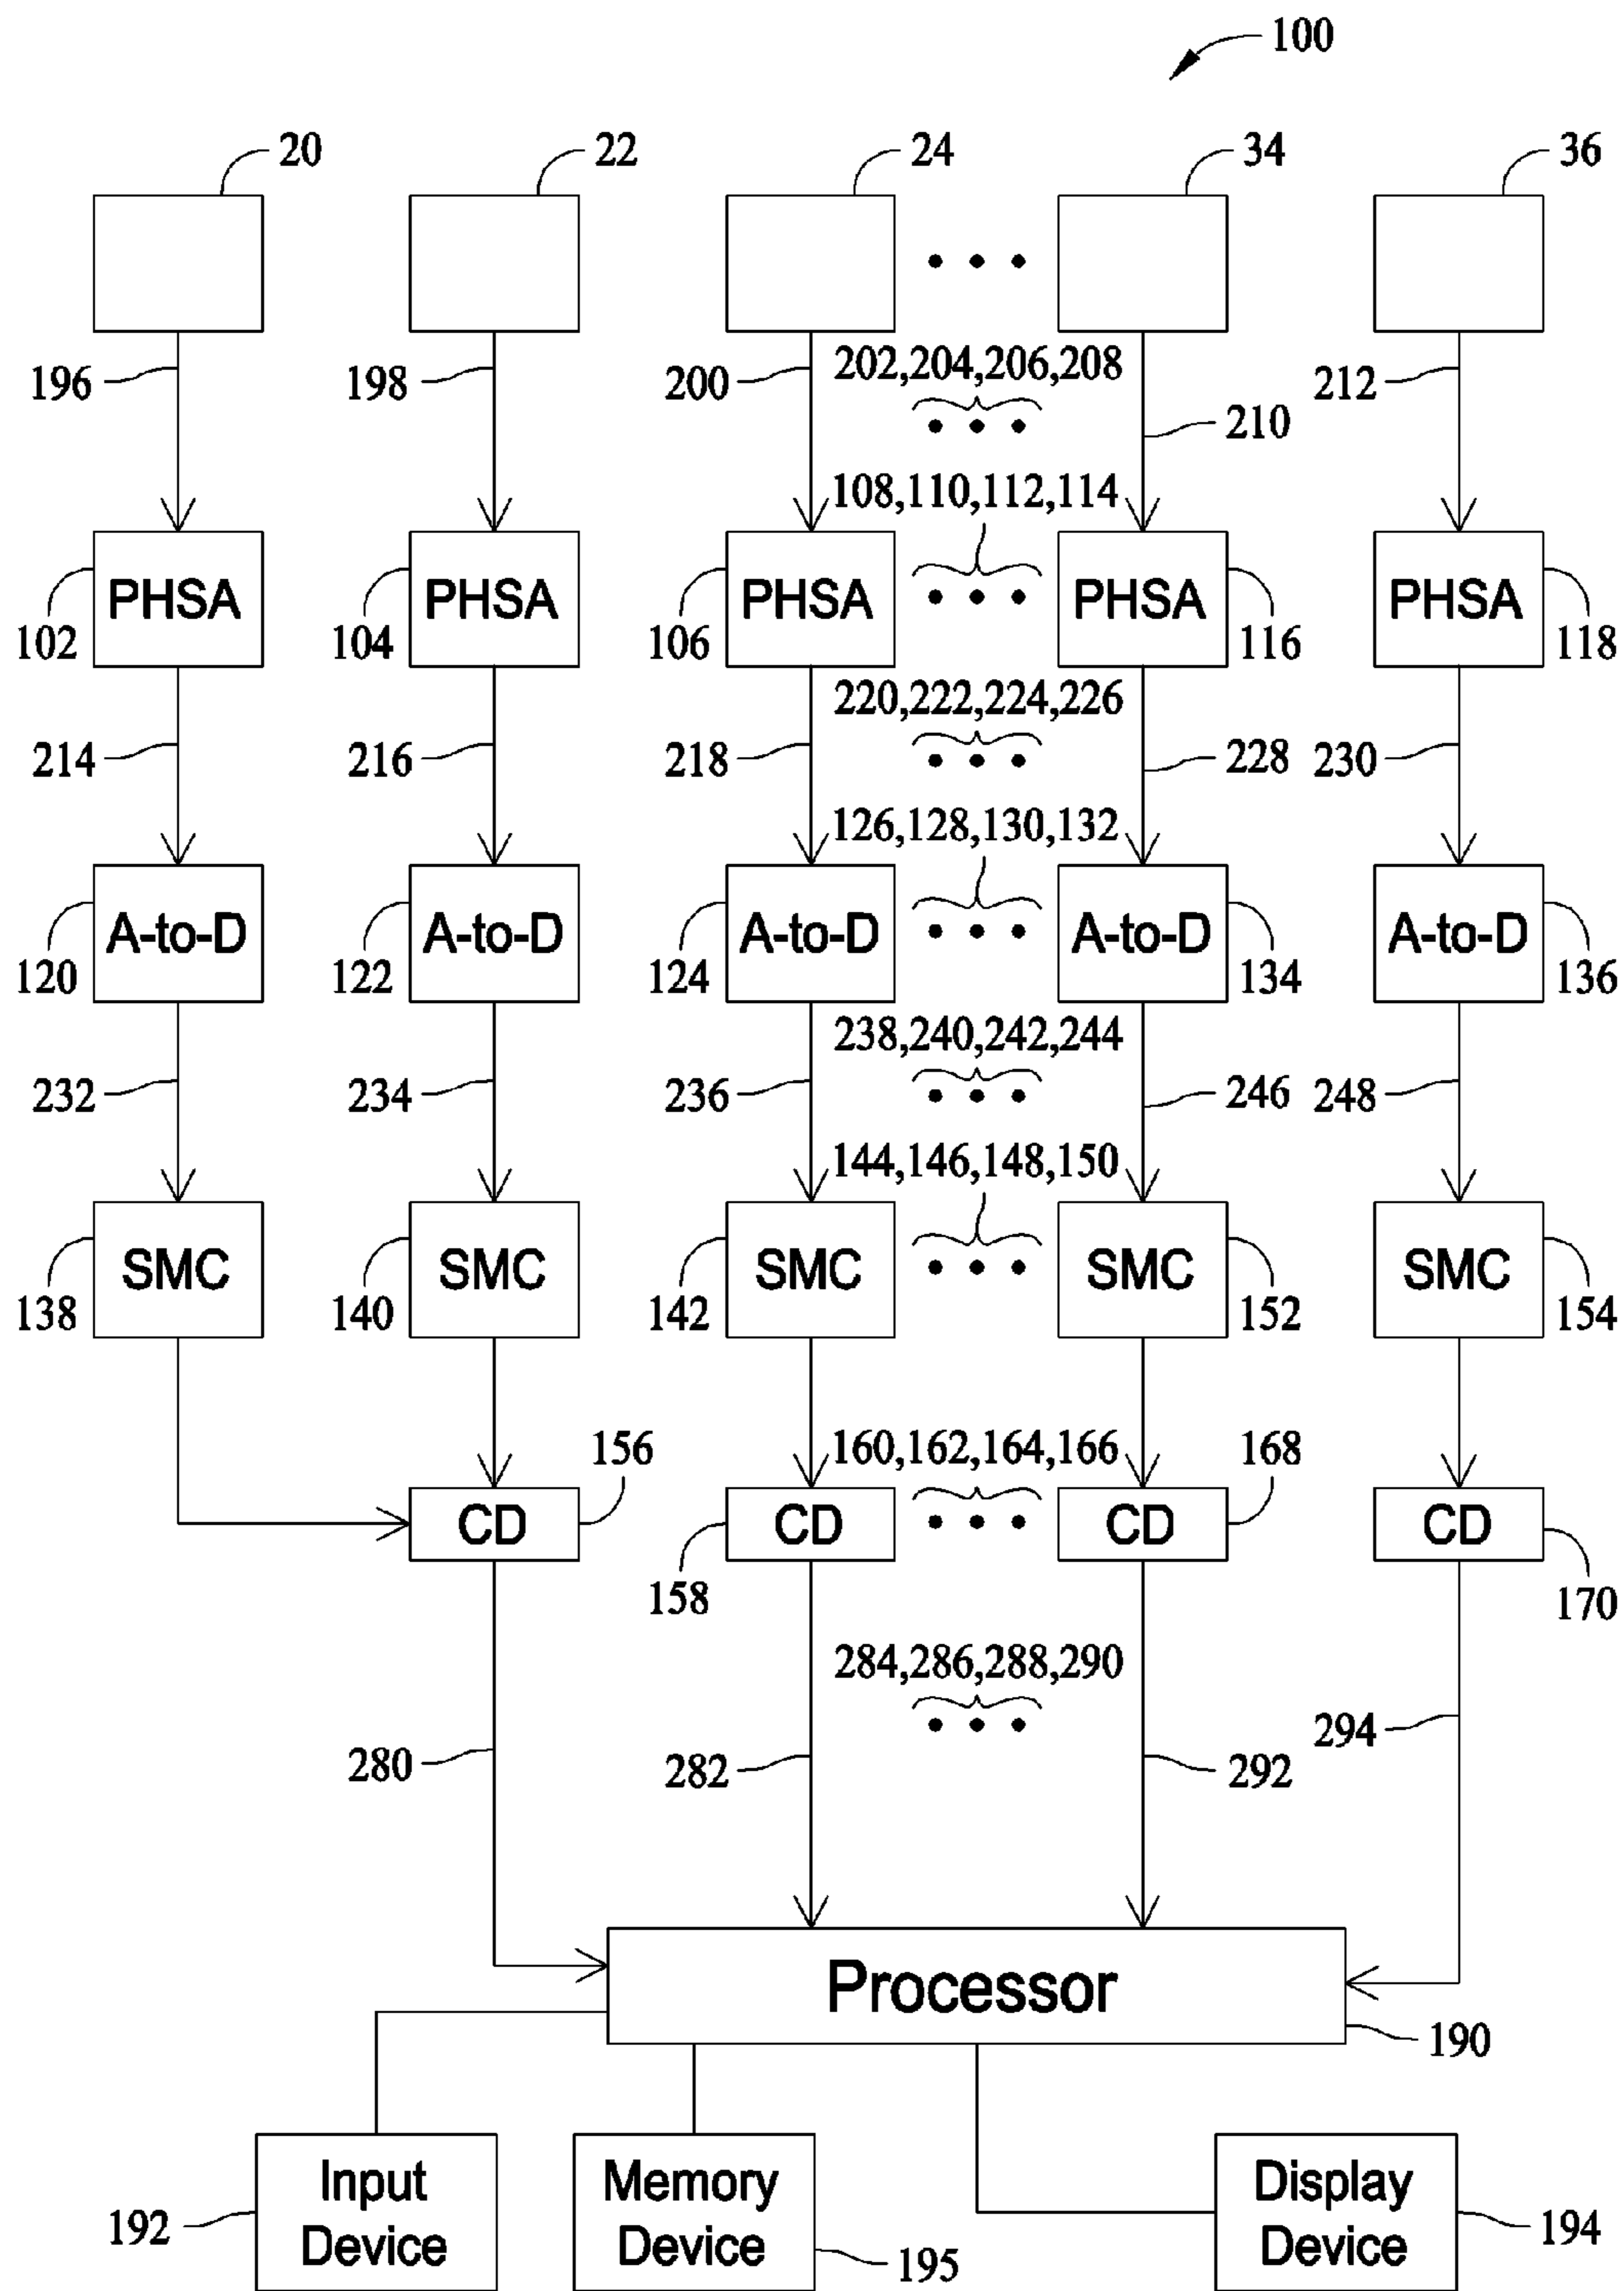 100
20 22 24 34 36
202,204,206,208
196 198 200 212
210
108,110,112,114
PHSA PHSA PHSA PHSA PHSA
102 104 106 116 118
220,222,224,226
214 216 218 228 230
126,128,130,132
A-to-D A-to-D A-to-D A-to-D A-to-D
120 122 124 134 136
238,240,242,244
232 234 236 246 248
144,146,148,150
SMC SMC SMC SMC SMC
138 140 142 152 154
156 160,162,164,166 168
CD CD CD CD
158 170
284,286,288,290
294
280 282 292
Processor
190
Input Device
Memory Device
Display Device
192 195 194